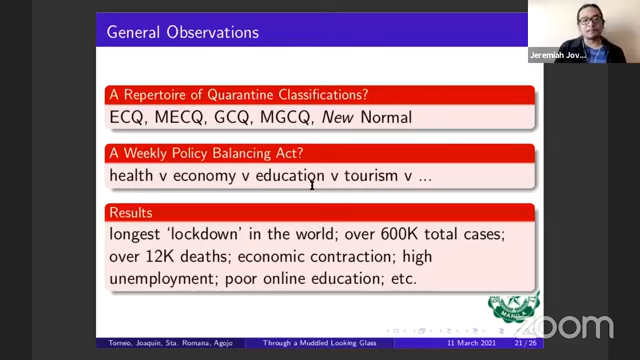 General Observations
Jeremiah Jov...
A Repertoire of Quarantine Classifications?
ECQ, MECQ, GCQ, MGCQ, New Normal
A Weekly Policy Balancing Act?
health v economy v education v tourism v ...
Results
longest ‘lockdown’ in the world; over 600K total cases;
over 12K deaths; economic contraction; high
unemployment; poor online education; etc.
MANILA
zoom
Torneo, Joaquin, Sta. Romana, Agojo Through a Muddled Looking Glass 11 March 2021 21 / 26